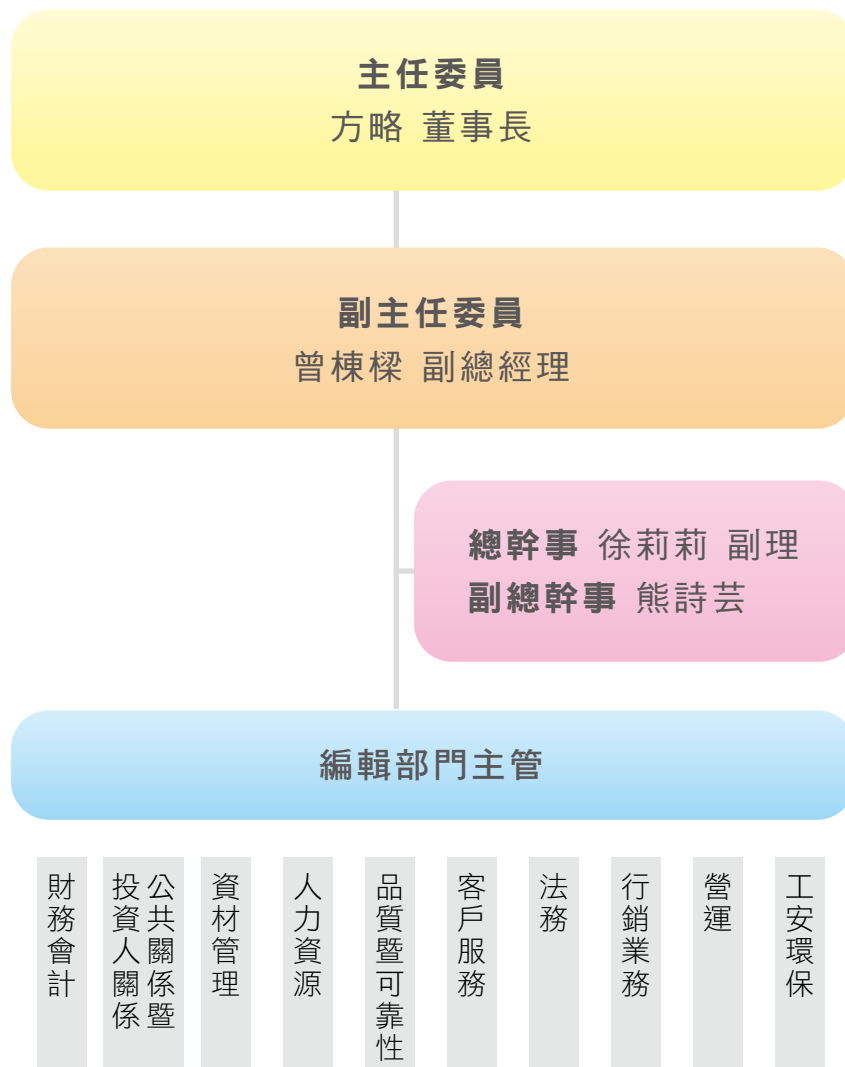 主任委員
方略 董事長
副主任委員
曾棟樑 副總經理
總幹事 徐莉莉 副理
副總幹事 熊詩芸
編輯部門主管
財務會計
公共關係暨
投資人關係
資材管理
人力資源
品質暨可靠性
客戶服務
法務
行銷業務
營運
工安環保